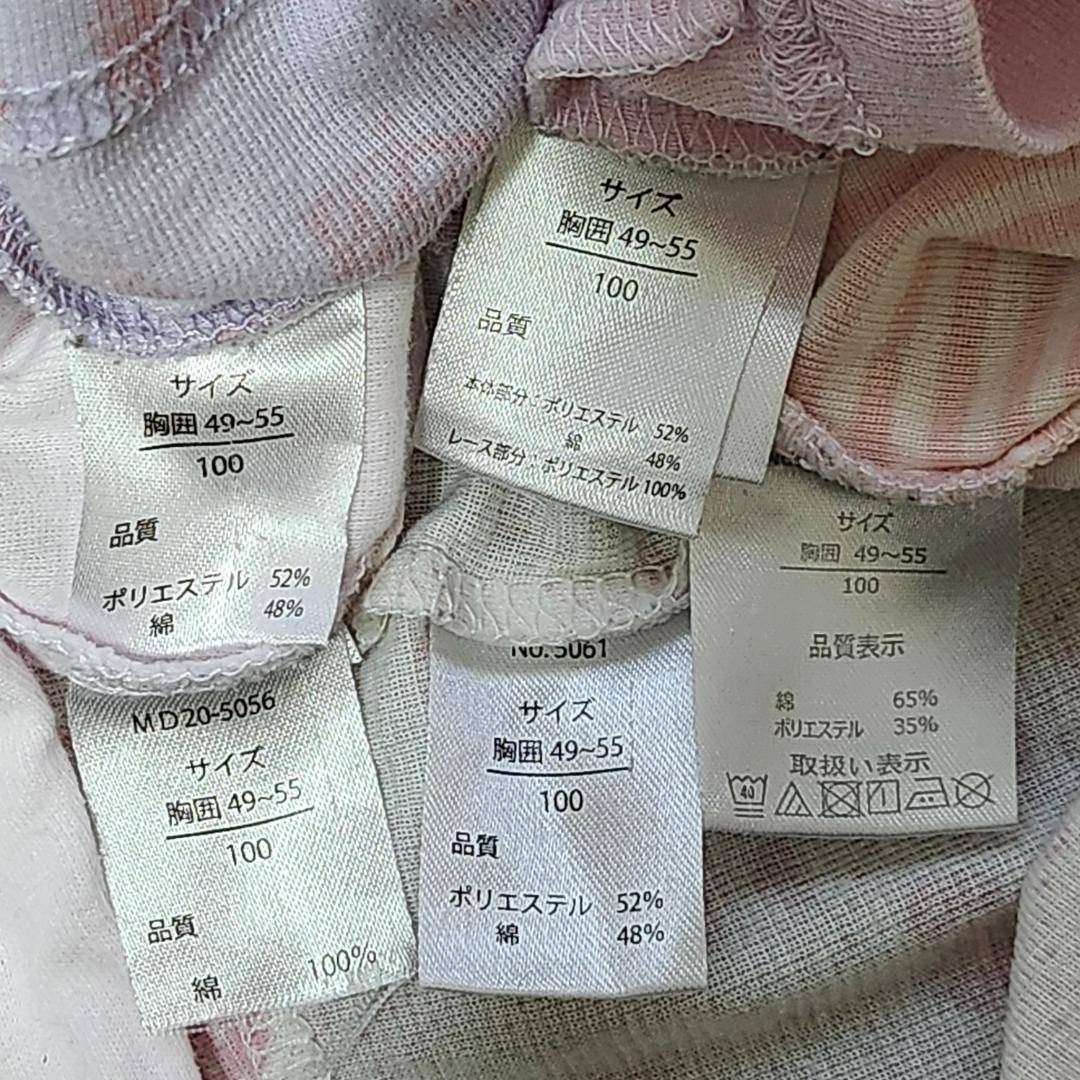 サイズ
胸囲 49~55
100
品質
本体部分:ポリエステル 52%
綿 48%
レース部分:ポリエステル 100%
サイズ
胸囲 49~55
100
品質
ポリエステル 52%
綿 48%
サイズ
胸囲 49~55
100
品質表示
綿 65%
ポリエステル 35%
取扱い表示
40
MD20-5056
サイズ
胸囲 49~55
100
品質
綿 100%
No.5061
サイズ
胸囲 49~55
100
品質
ポリエステル 52%
綿 48%